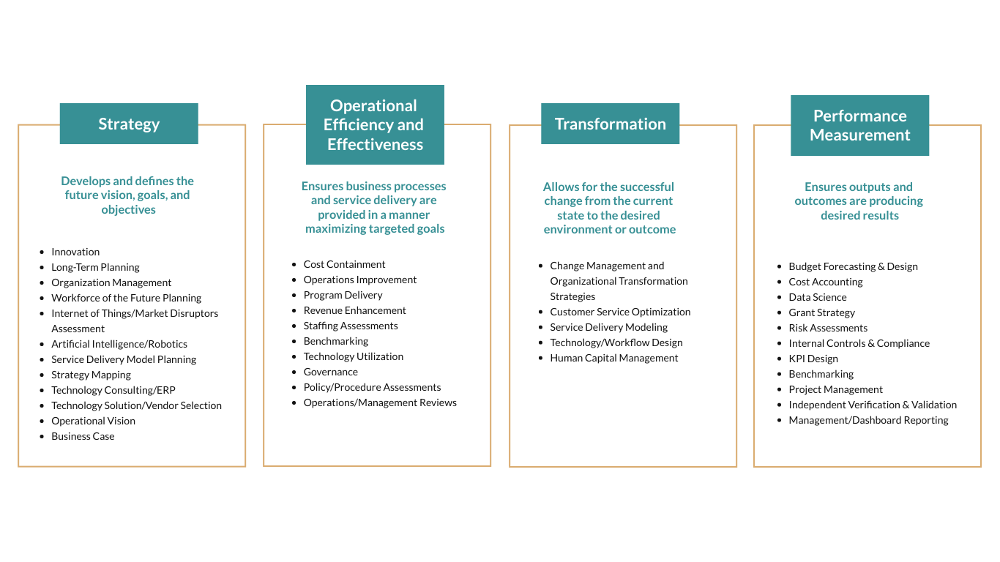 Strategy
Develops and defines the
future vision, goals, and
objectives
• Innovation
• Long-Term Planning
• Organization Management
• Workforce of the Future Planning
• Internet of Things/Market Disruptors
Assessment
• Artificial Intelligence/Robotics
• Service Delivery Model Planning
• Strategy Mapping
• Technology Consulting/ERP
• Technology Solution/Vendor Selection
• Operational Vision
• Business Case
Operational
Efficiency and
Effectiveness
Ensures business processes
and service delivery are
provided in a manner
maximizing targeted goals
• Cost Containment
• Operations Improvement
• Program Delivery
• Revenue Enhancement
• Staffing Assessments
• Benchmarking
• Technology Utilization
• Governance
• Policy/Procedure Assessments
• Operations/Management Reviews
Transformation
Allows for the successful
change from the current
state to the desired
environment or outcome
• Change Management and
Organizational Transformation
Strategies
• Customer Service Optimization
• Service Delivery Modeling
• Technology/Workflow Design
• Human Capital Management
Performance
Measurement
Ensures outputs and
outcomes are producing
desired results
• Budget Forecasting & Design
• Cost Accounting
• Data Science
• Grant Strategy
• Risk Assessments
• Internal Controls & Compliance
• KPI Design
• Benchmarking
• Project Management
• Independent Verification & Validation
• Management/Dashboard Reporting